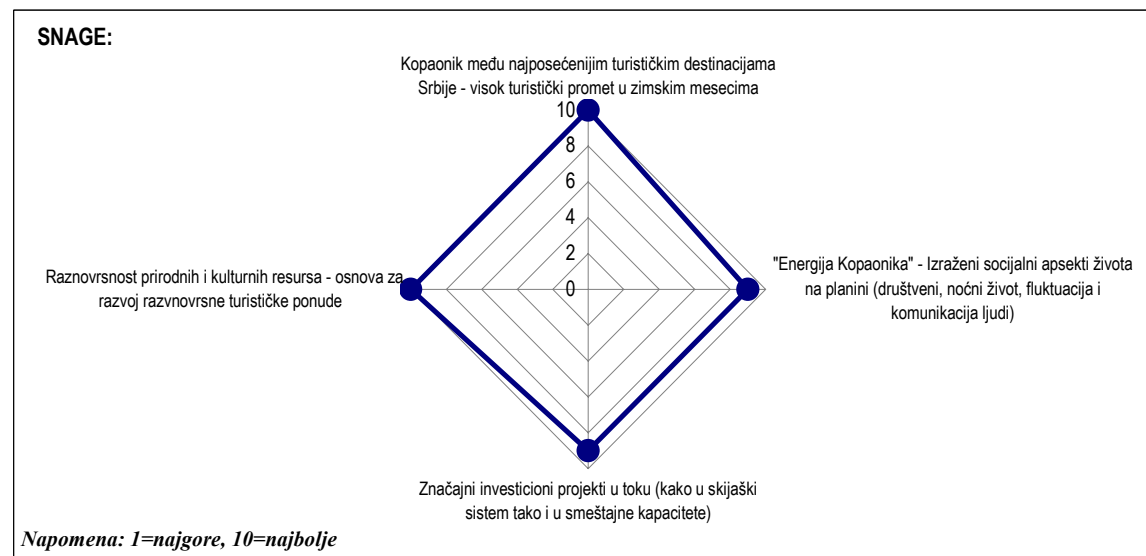 SNAGE:
Kopaonik među najposećenijim turističkim destinacijama
Srbije - visok turistički promet u zimskim mesecima
10
8
6
4
2
0
"Energija Kopaonika" - Izraženi socijalni apsekti života
na planini (društveni, noćni život, fluktuacija i
komunikacija ljudi)
Raznovrsnost prirodnih i kulturnih resursa - osnova za
razvoj razvnovrsne turističke ponude
Značajni investicioni projekti u toku (kako u skijaški
sistem tako i u smeštajne kapacitete)
Napomena: 1=najgore, 10=najbolje